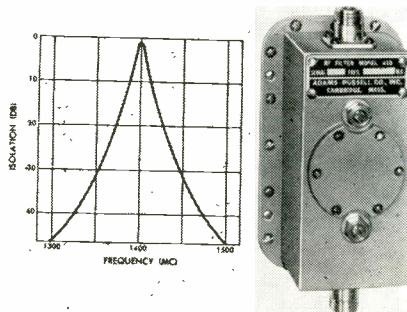 0
10
20
30
40
ISOLATION (DB)
1300
1400
1500
FREQUENCY (MC)
RF FILTER MODEL
ADAMS RUSSELL CO., INC.
CAMBRIDGE, MASS.